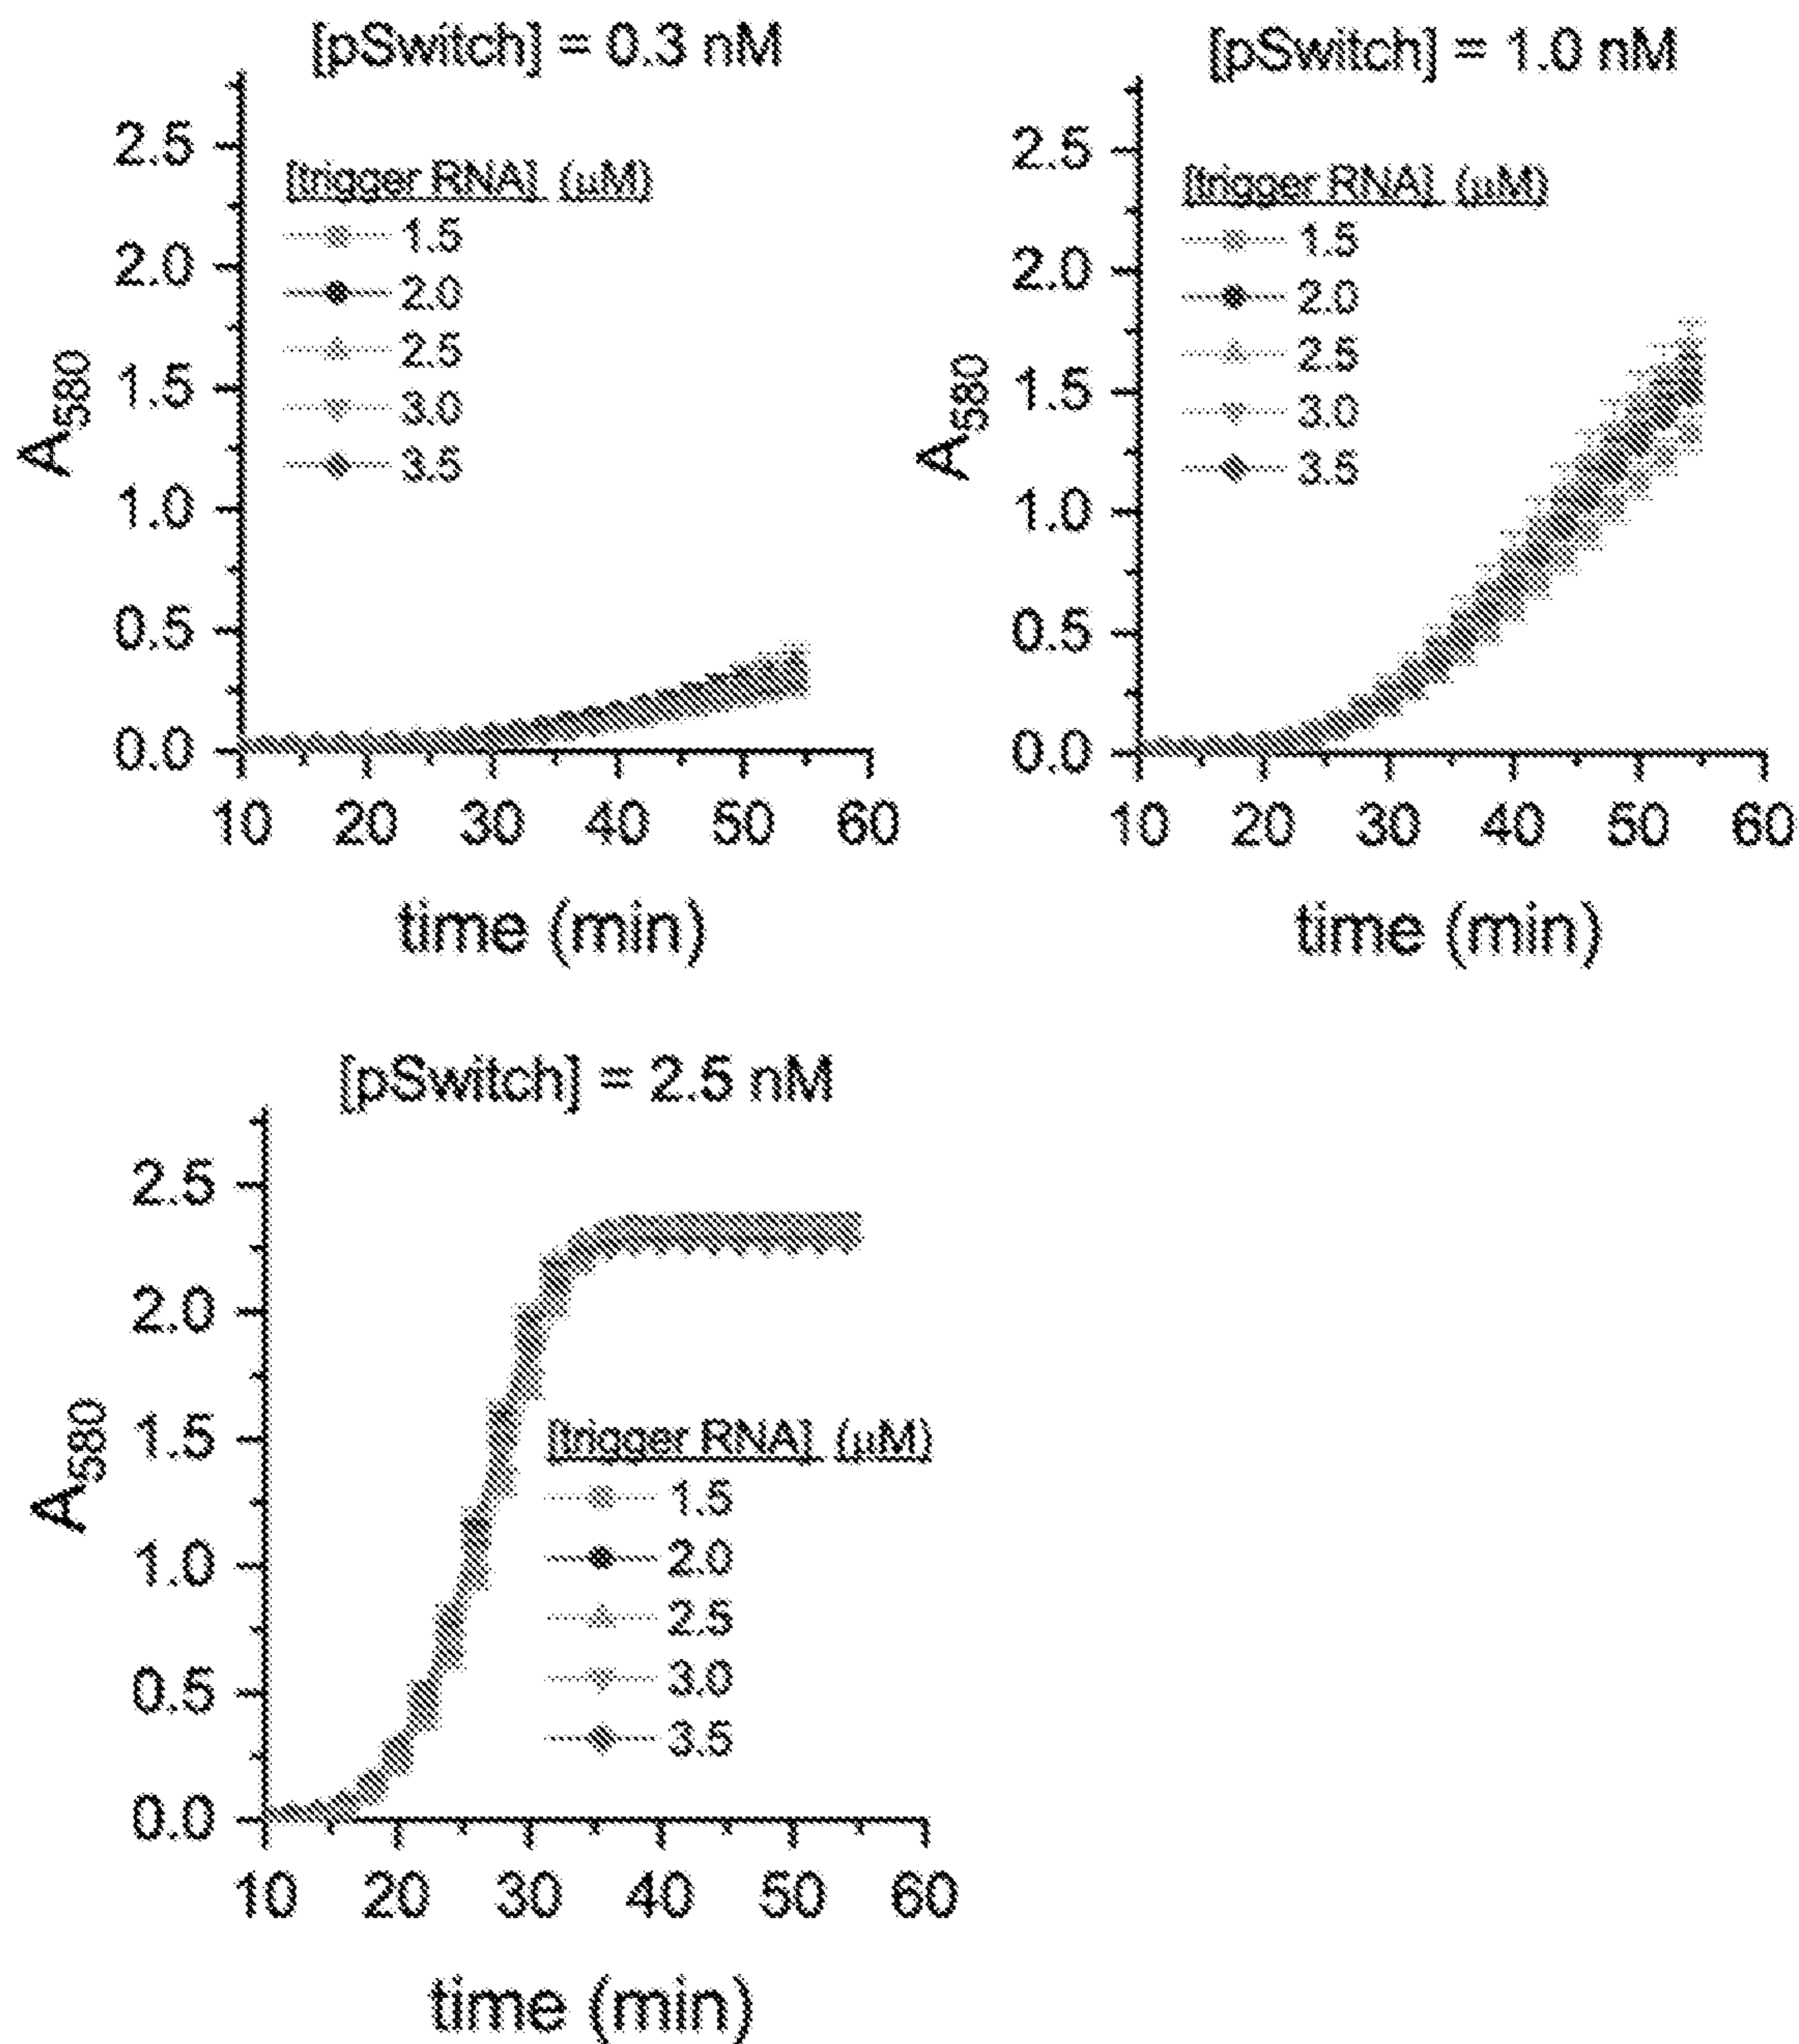 [pSwitch] = 0.3 nM
A580
2.5
2.0
1.5
1.0
0.5
0.0
[trigger RNA] (µM)
1.5
2.0
2.5
3.0
3.5
10 20 30 40 50 60
time (min)
[pSwitch] = 1.0 nM
A580
2.5
2.0
1.5
1.0
0.5
0.0
[trigger RNA] (µM)
1.5
2.0
2.5
3.0
3.5
10 20 30 40 50 60
time (min)
[pSwitch] = 2.5 nM
A580
2.5
2.0
1.5
1.0
0.5
0.0
[trigger RNA] (µM)
1.5
2.0
2.5
3.0
3.5
10 20 30 40 50 60
time (min)